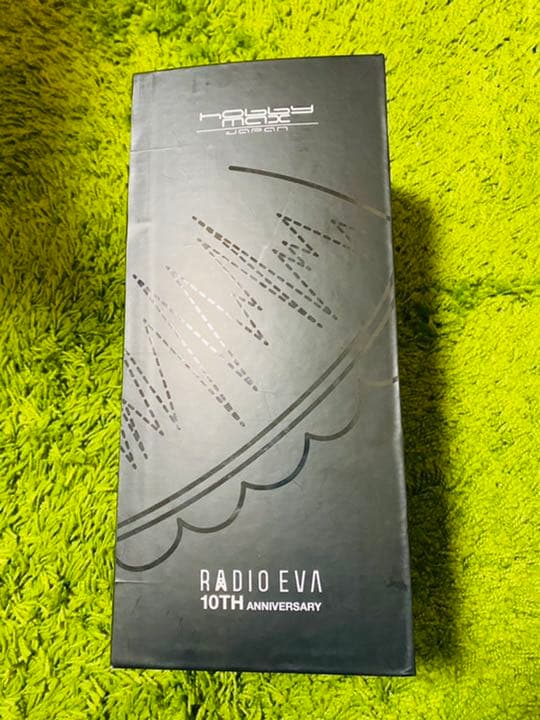 hobby
max
JAPAN
RADIO EVA
10TH ANNIVERSARY